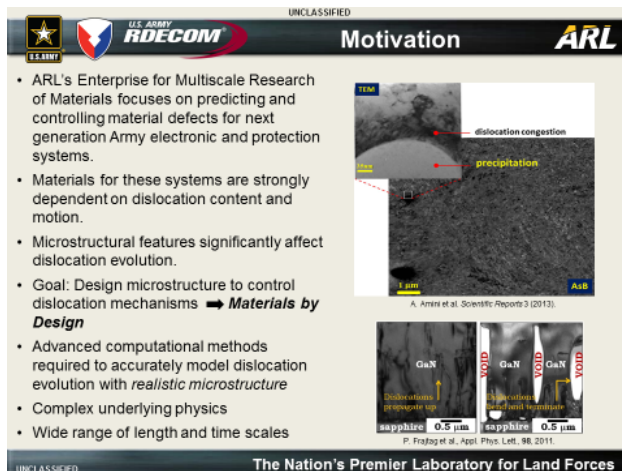 UNCLASSIFIED
U.S.ARMY
U.S. ARMY
RDECOM
Motivation
ARL
• ARL's Enterprise for Multiscale Research
of Materials focuses on predicting and
controlling material defects for next
generation Army electronic and protection
systems.
• Materials for these systems are strongly
dependent on dislocation content and
motion.
• Microstructural features significantly affect
dislocation evolution.
• Goal: Design microstructure to control
dislocation mechanisms ➡ Materials by
Design
• Advanced computational methods
required to accurately model dislocation
evolution with realistic microstructure
• Complex underlying physics
• Wide range of length and time scales
TEM
dislocation congestion
precipitation
1 μm
AsB
A. Amini et al. Scientific Reports 3 (2013).
GaN
Dislocations
propagate up
sapphire 0.5 μm
VOID GaN VOID GaN VOID
Dislocations
bend and terminate
sapphire 0.5 μm
P. Frajtag et al., Appl. Phys. Lett., 98, 2011.
UNCLASSIFIED
The Nation's Premier Laboratory for Land Forces